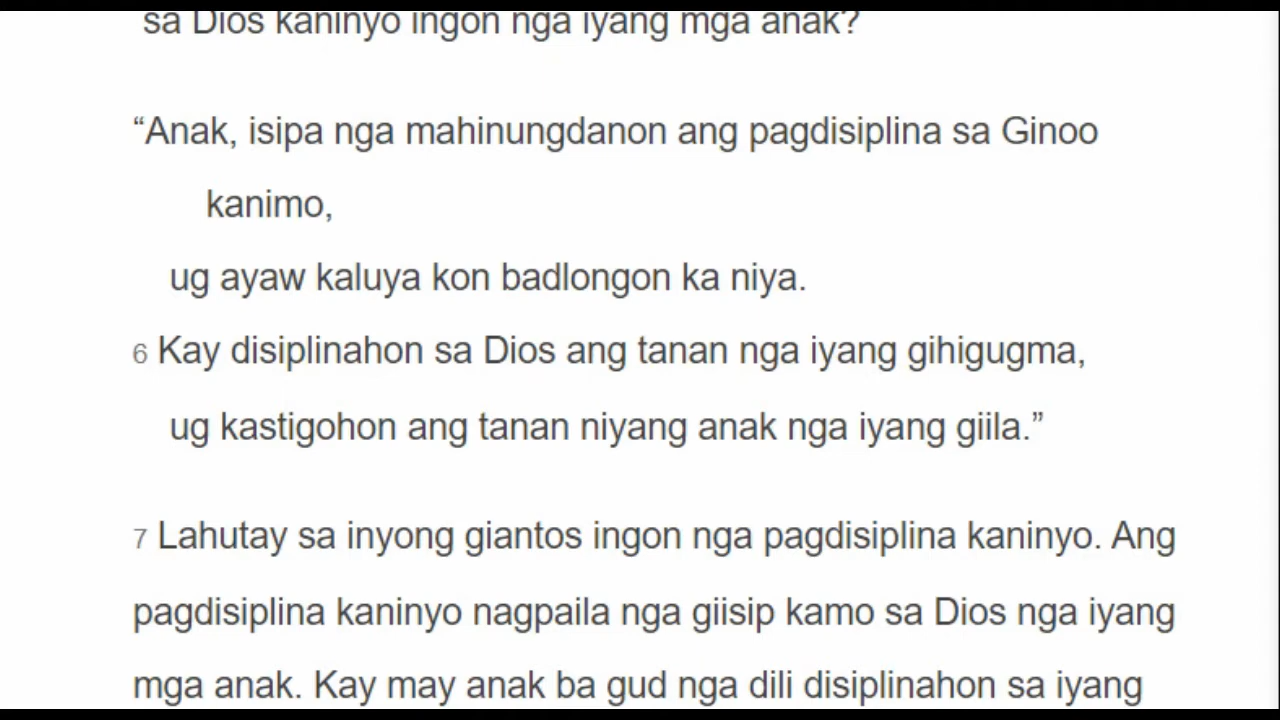 sa Dios kaninyo ingon nga iyang mga anak?
“Anak, isipa nga mahinungdanon ang pagdisiplina sa Ginoo
kanimo,
ug ayaw kaluya kon badlongon ka niya.
6 Kay disiplinahon sa Dios ang tanan nga iyang gihigugma,
ug kastigohon ang tanan niyang anak nga iyang giila.”
7 Lahutay sa inyong giantos ingon nga pagdisiplina kaninyo. Ang
pagdisiplina kaninyo nagpaila nga giisip kamo sa Dios nga iyang
mga anak. Kay may anak ba gud nga dili disiplinahon sa iyang